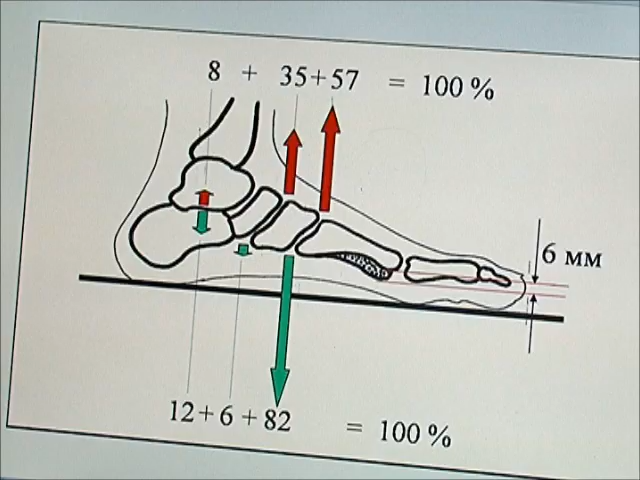 8 + 35+57 = 100 %
6 мм
12+6+82 = 100 %